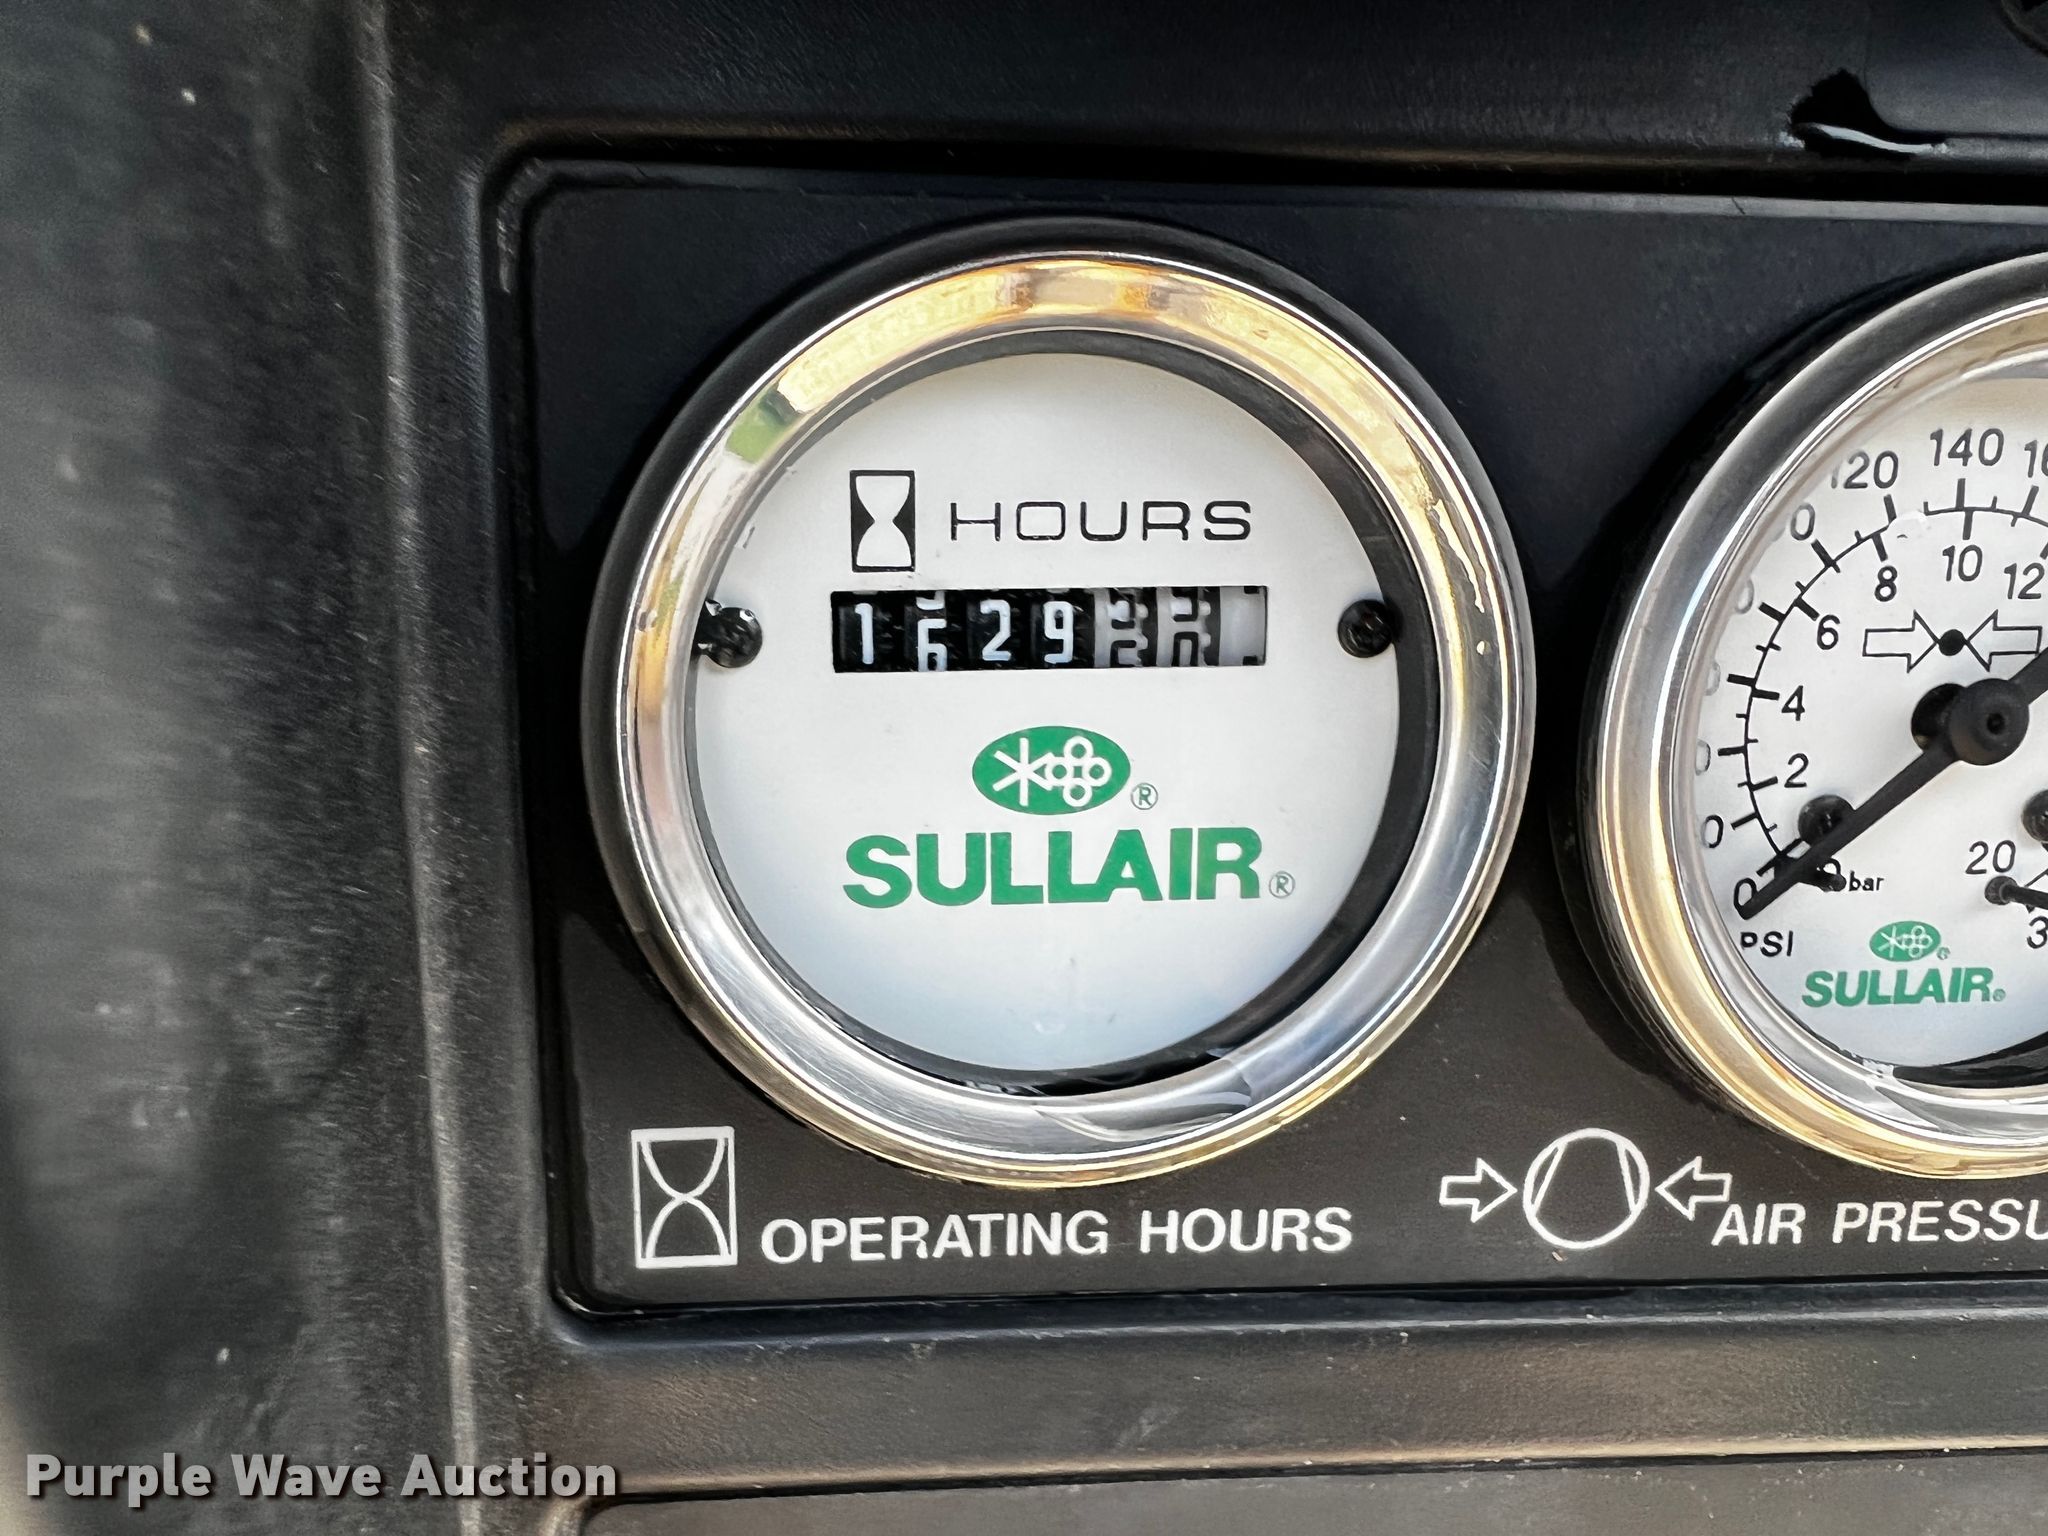 HOURS
1629
SULLAIR®
120 140
8 10 12
6
4
2
0 bar
20
PSI
SULLAIR®
OPERATING HOURS
AIR PRESSU
Purple Wave Auction